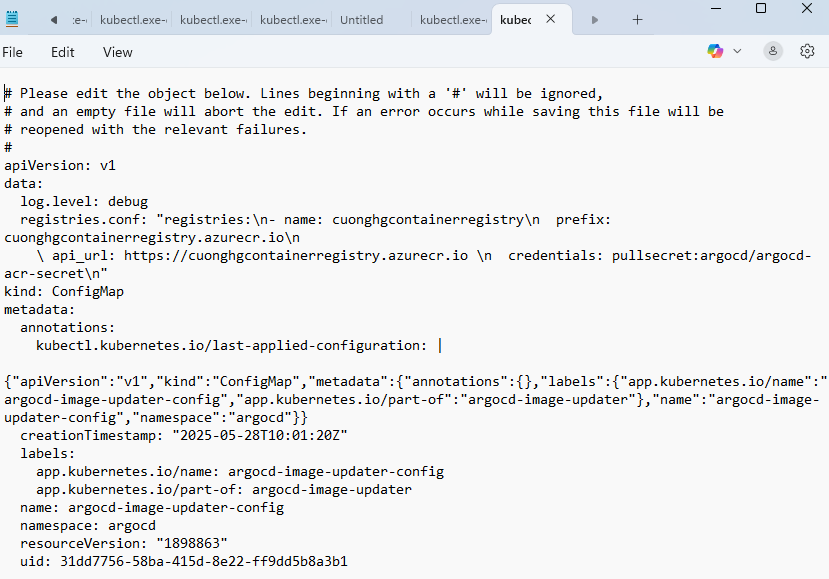 :e-‹
kubectl.exe-‹
kubectl.exe-‹
kubectl.exe-‹
Untitled
kubectl.exe-‹
kubec
File
Edit
View
# Please edit the object below. Lines beginning with a '#' will be ignored,
# and an empty file will abort the edit. If an error occurs while saving this file will be
# reopened with the relevant failures.
#
apiVersion: v1
data:
  log.level: debug
  registries.conf: "registries:\n- name: cuonghgcontainerregistry\n  prefix:
cuonghgcontainerregistry.azurecr.io\n
    \ api_url: https://cuonghgcontainerregistry.azurecr.io \n  credentials: pullsecret:argocd/argocd-
acr-secret\n"
kind: ConfigMap
metadata:
  annotations:
    kubectl.kubernetes.io/last-applied-configuration: |
{"apiVersion":"v1","kind":"ConfigMap","metadata":{"annotations":{},"labels":{"app.kubernetes.io/name":"
argocd-image-updater-config","app.kubernetes.io/part-of":"argocd-image-updater"},"name":"argocd-image-
updater-config","namespace":"argocd"}}
  creationTimestamp: "2025-05-28T10:01:20Z"
  labels:
    app.kubernetes.io/name: argocd-image-updater-config
    app.kubernetes.io/part-of: argocd-image-updater
  name: argocd-image-updater-config
  namespace: argocd
  resourceVersion: "1898863"
  uid: 31dd7756-58ba-415d-8e22-ff9dd5b8a3b1